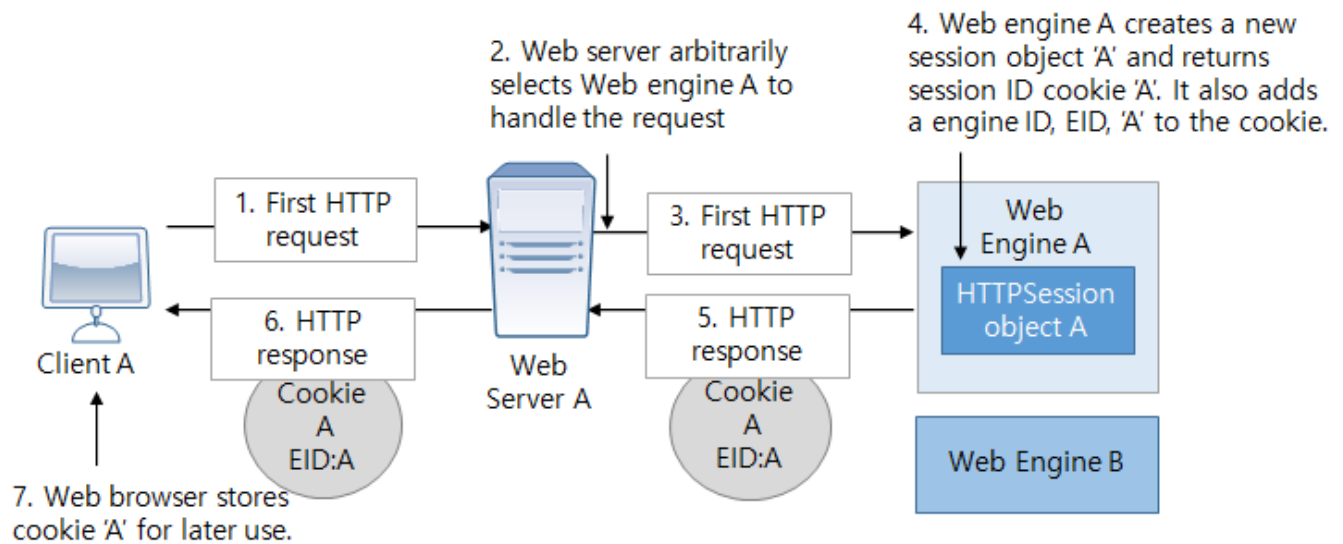 4. Web engine A creates a new
session object ‘A’ and returns
session ID cookie ‘A’. It also adds
a engine ID, EID, ‘A’ to the cookie.
2. Web server arbitrarily
selects Web engine A to
handle the request
1. First HTTP
request
3. First HTTP
request
Web
Engine A
HTTPSession
object A
6. HTTP
response
5. HTTP
response
Client A
Web
Server A
Cookie
A
EID:A
Cookie
A
EID:A
Web Engine B
7. Web browser stores
cookie ‘A’ for later use.